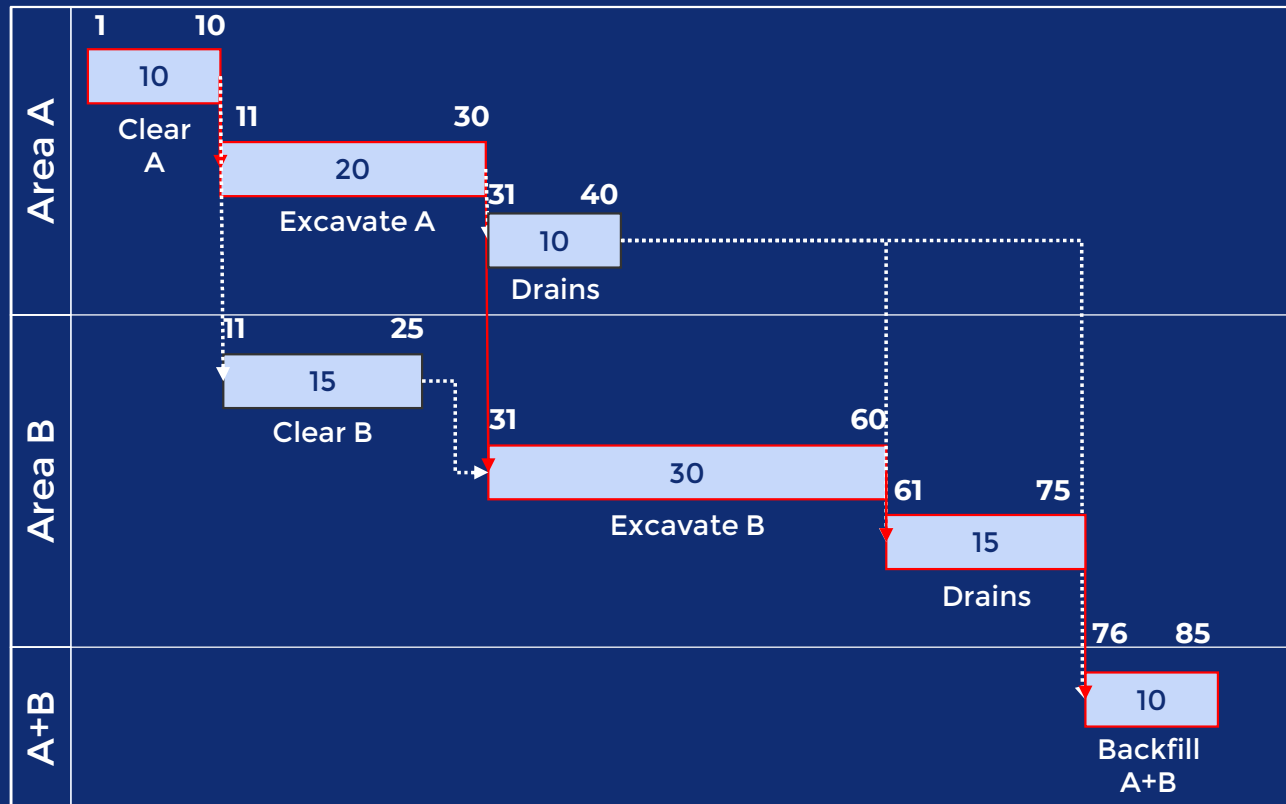 Area A
1 10
10
Clear
A
11 30
20
Excavate A
31 40
10
Drains
Area B
11 25
15
Clear B
31 60
30
Excavate B
61 75
15
Drains
A+B
76 85
10
Backfill
A+B